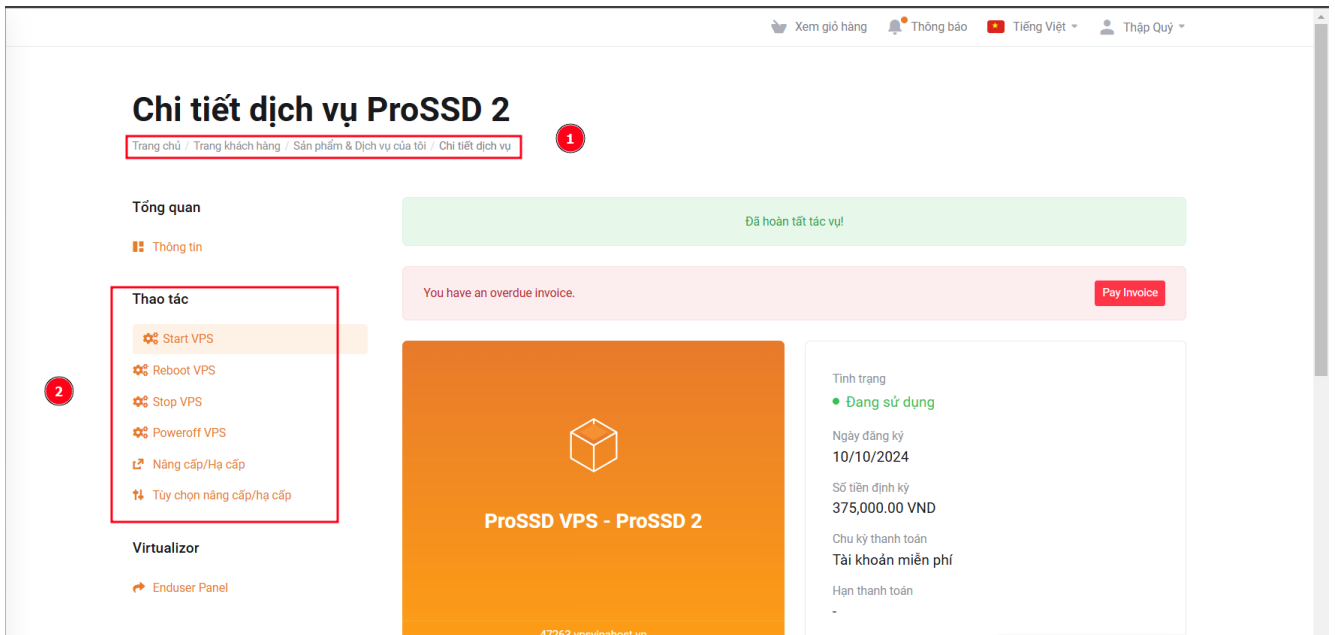 Xem giỏ hàng Thông báo Tiếng Việt Thập Quý
Chi tiết dịch vụ ProSSD 2
Trang chủ / Trang khách hàng / Sản phẩm & Dịch vụ của tôi / Chi tiết dịch vụ
1
Tổng quan
Thông tin
Thao tác
Start VPS
Reboot VPS
2
Stop VPS
Poweroff VPS
Nâng cấp/Hạ cấp
Tùy chọn nâng cấp/hạ cấp
Virtualizor
Enduser Panel
Đã hoàn tất tác vụ!
You have an overdue invoice.
Pay Invoice
ProSSD VPS - ProSSD 2
47263.vpsvinahost.vn
Tình trạng
Đang sử dụng
Ngày đăng ký
10/10/2024
Số tiền định kỳ
375,000.00 VND
Chu kỳ thanh toán
Tài khoản miễn phí
Hạn thanh toán
-